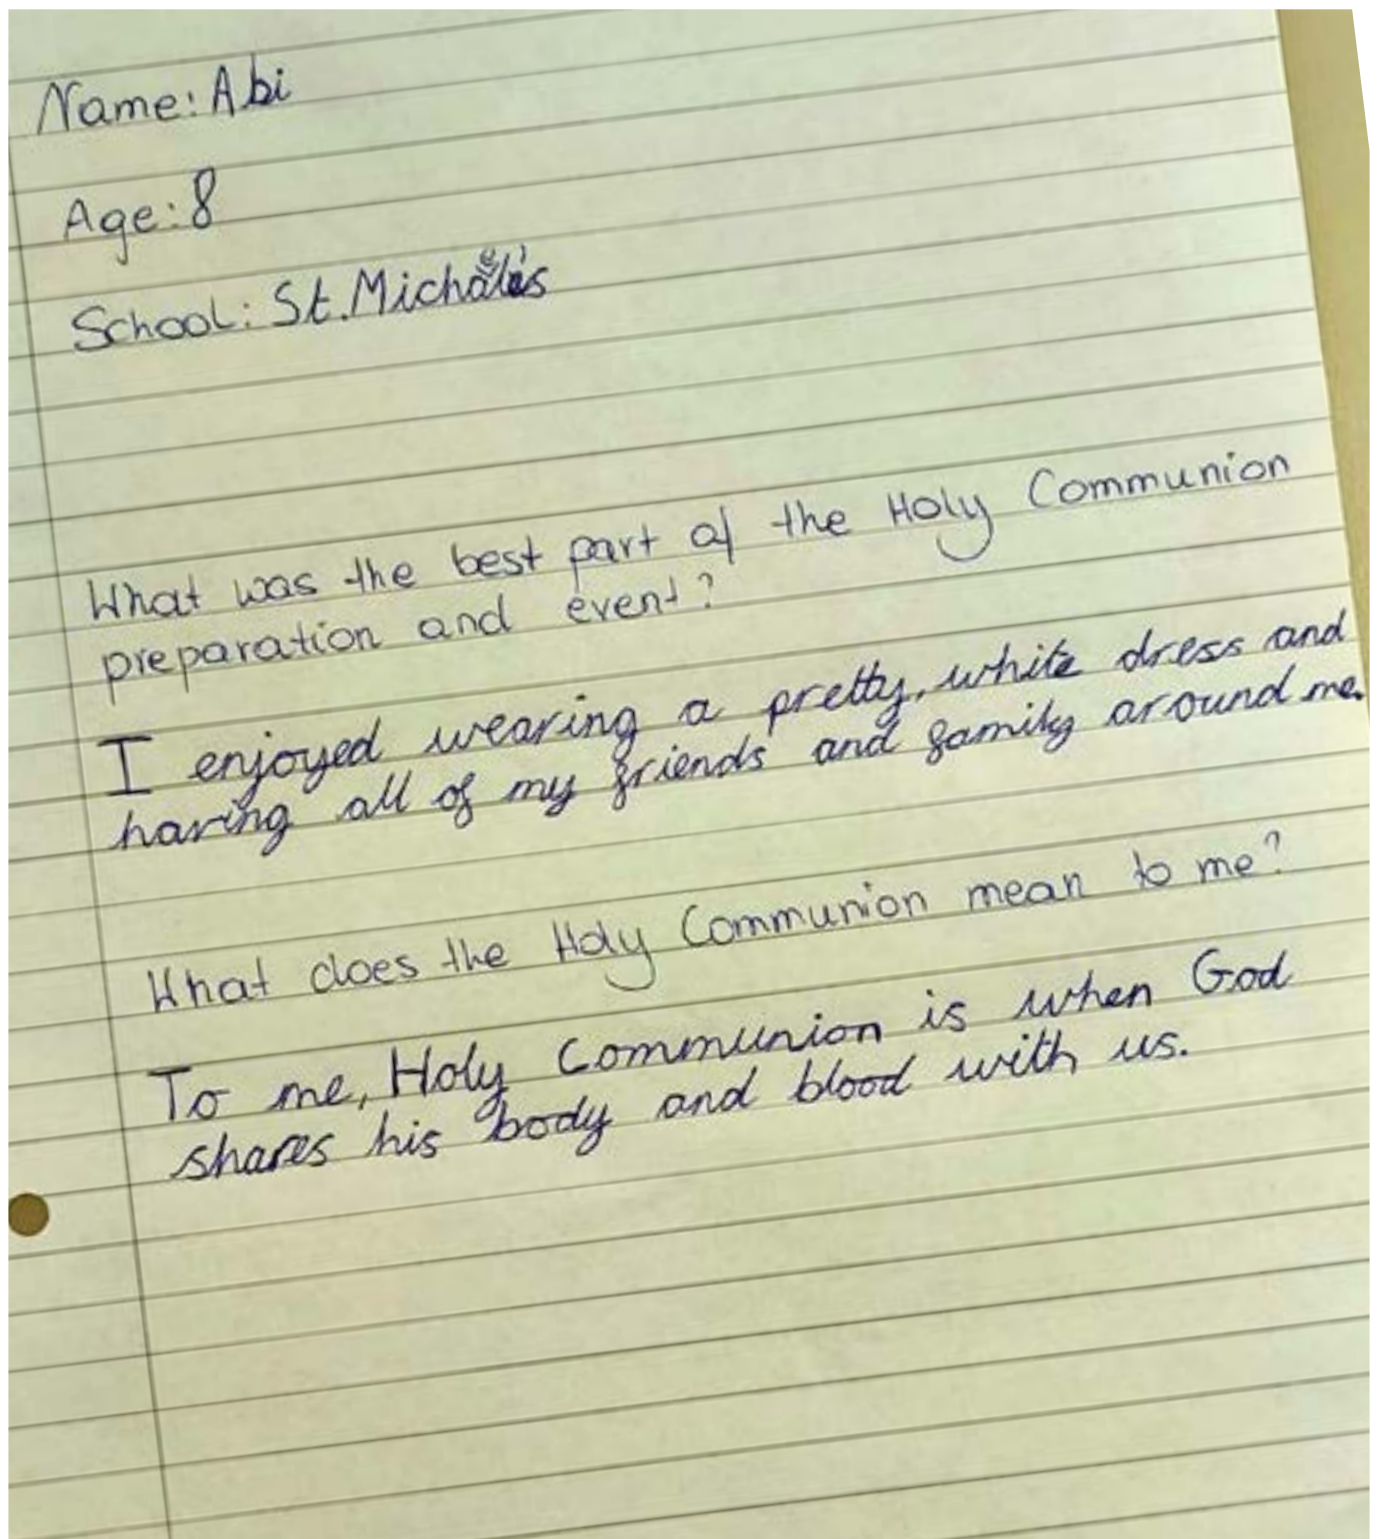 Name: Abi
Age: 8
School: St. Michael's
What was the best part of the Holy Communion
preparation and event?
I enjoyed wearing a pretty, white dress and
having all of my friends and family around me.
What does the Holy Communion mean to me?
To me, Holy Communion is when God
shares his body and blood with us.